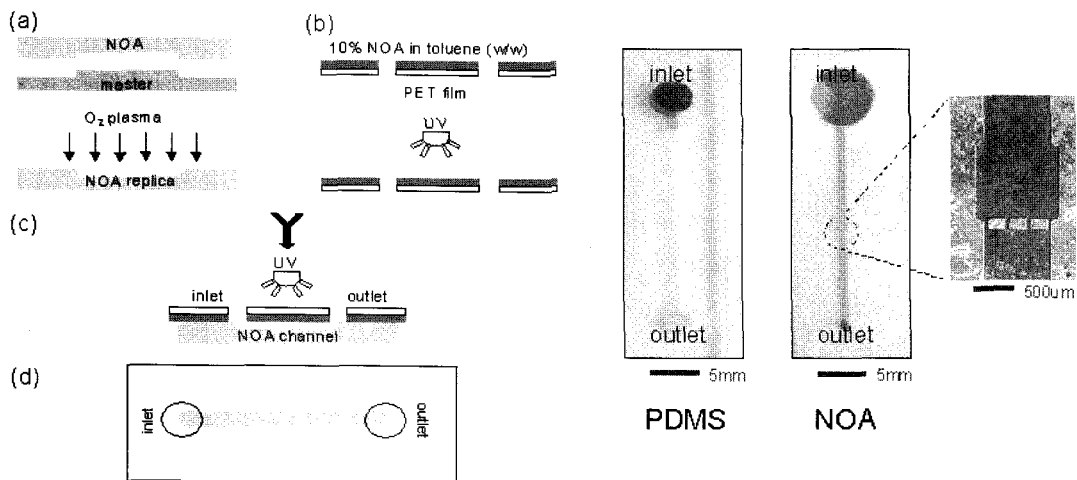 (a)
NOA
master
O₂ plasma
NOA replica
(b)
10% NOA in toluene (w/w)
PET film
UV
(c)
UV
inlet
outlet
NOA channel
(d)
inlet
outlet
inlet
outlet
5mm
PDMS
inlet
outlet
5mm
NOA
500um